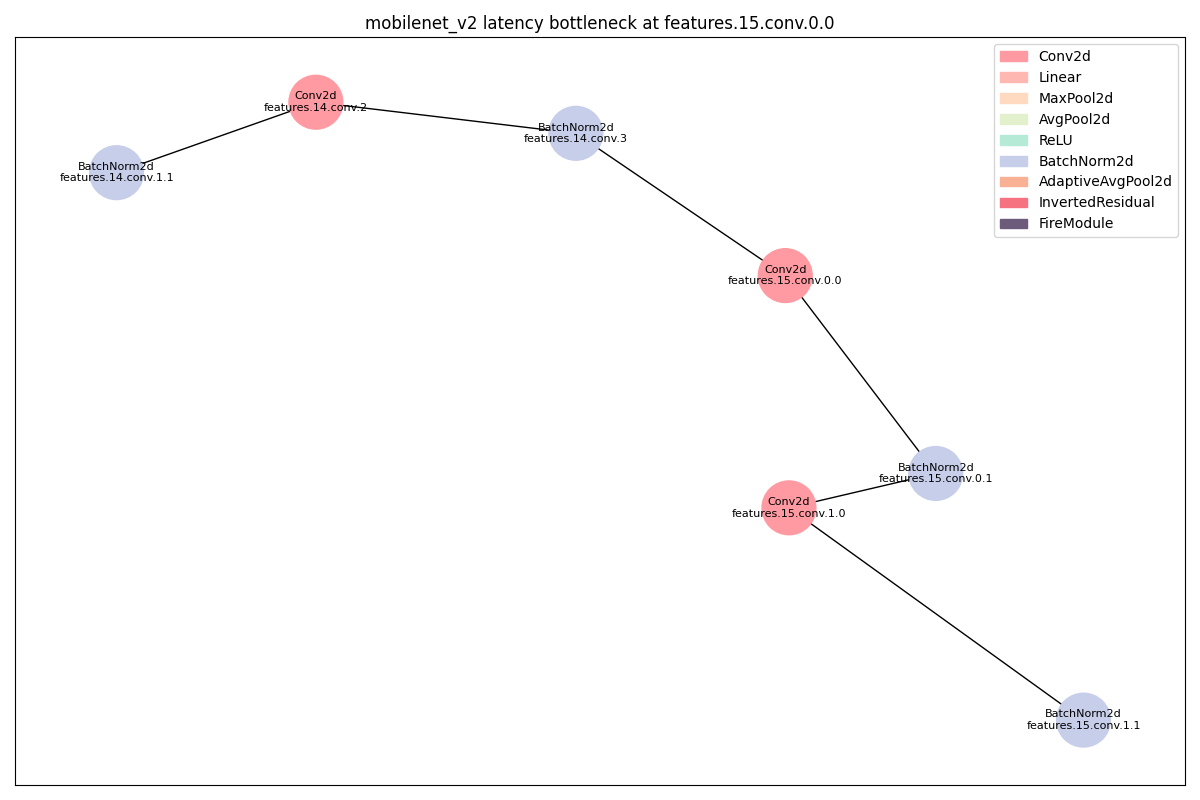 mobilenet_v2 latency bottleneck at features.15.conv.0.0
Conv2d
Linear
MaxPool2d
AvgPool2d
ReLU
BatchNorm2d
AdaptiveAvgPool2d
InvertedResidual
FireModule
Conv2d
features.14.conv.2
BatchNorm2d
features.14.conv.3
BatchNorm2d
features.14.conv.1.1
Conv2d
features.15.conv.0.0
BatchNorm2d
features.15.conv.0.1
Conv2d
features.15.conv.1.0
BatchNorm2d
features.15.conv.1.1